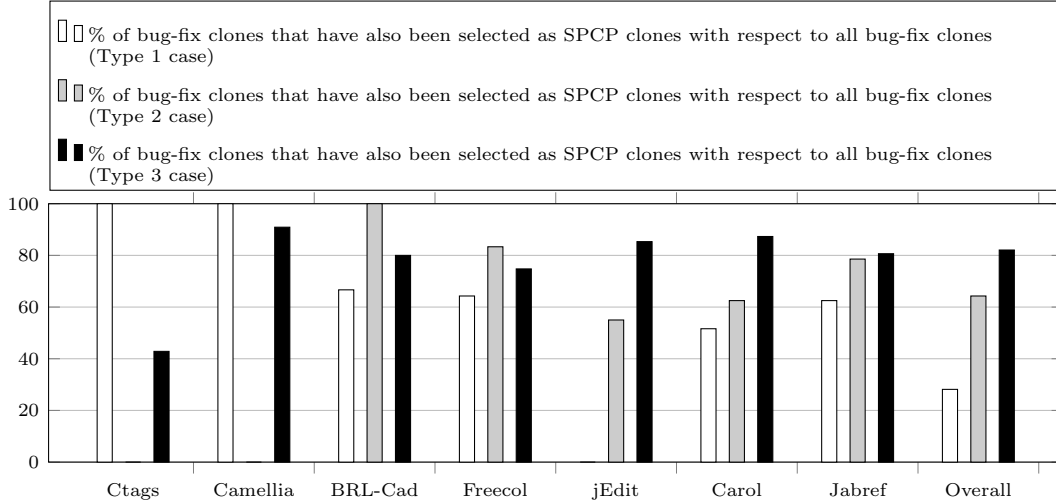 % of bug-fix clones that have also been selected as SPCP clones with respect to all bug-fix clones
(Type 1 case)
% of bug-fix clones that have also been selected as SPCP clones with respect to all bug-fix clones
(Type 2 case)
% of bug-fix clones that have also been selected as SPCP clones with respect to all bug-fix clones
(Type 3 case)
100
80
60
40
20
0
Ctags Camellia BRL-Cad Freecol jEdit Carol Jabref Overall